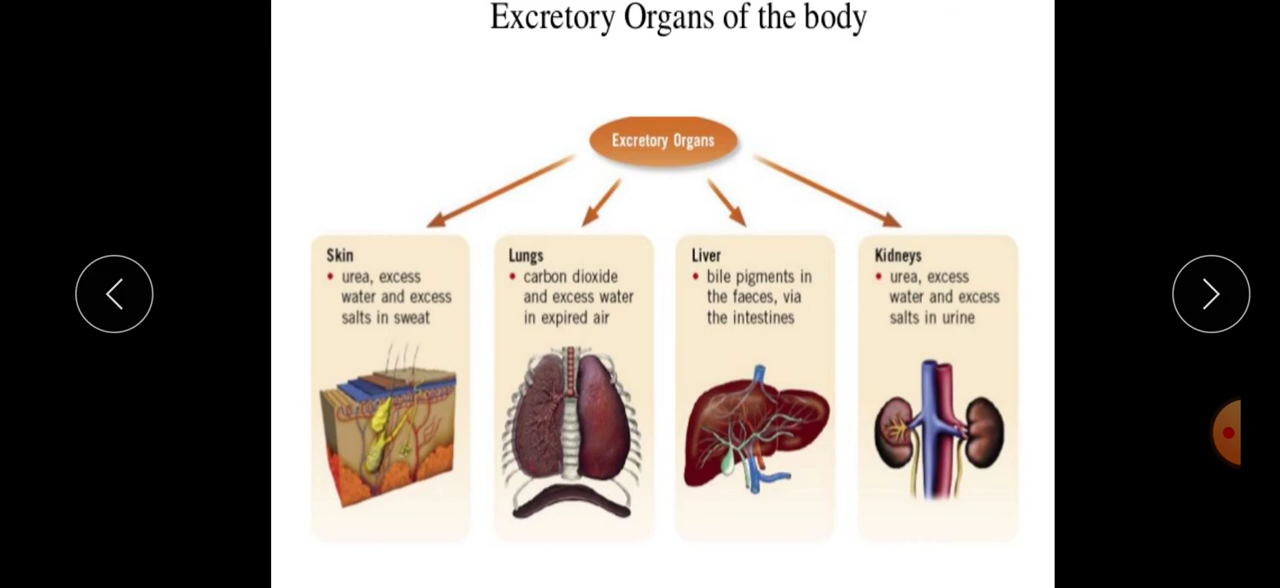 Excretory Organs of the body
Excretory Organs
Skin
• urea, excess
water and excess
salts in sweat
Lungs
• carbon dioxide
and excess water
in expired air
Liver
• bile pigments in
the faeces, via
the intestines
Kidneys
• urea, excess
water and excess
salts in urine